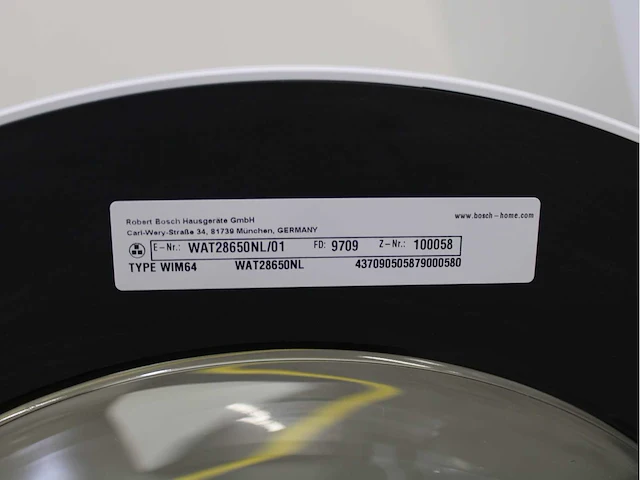 Robert Bosch Hausgeräte GmbH
www.bosch-home.com
Carl-Wery-Straße 34, 81739 München, GERMANY
E-Nr.: WAT28650NL/01 FD: 9709 Z-Nr.: 100058
TYPE WIM64 WAT28650NL 437090505879000580